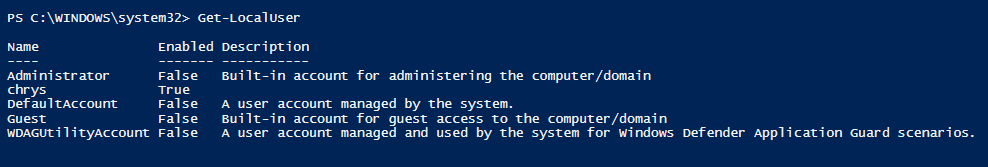 PS C:\WINDOWS\system32> Get-LocalUser
Name Enabled Description
---- ------- -----------
Administrator False Built-in account for administering the computer/domain
chrys True
DefaultAccount False A user account managed by the system.
Guest False Built-in account for guest access to the computer/domain
WDAGUtilityAccount False A user account managed and used by the system for Windows Defender Application Guard scenarios.